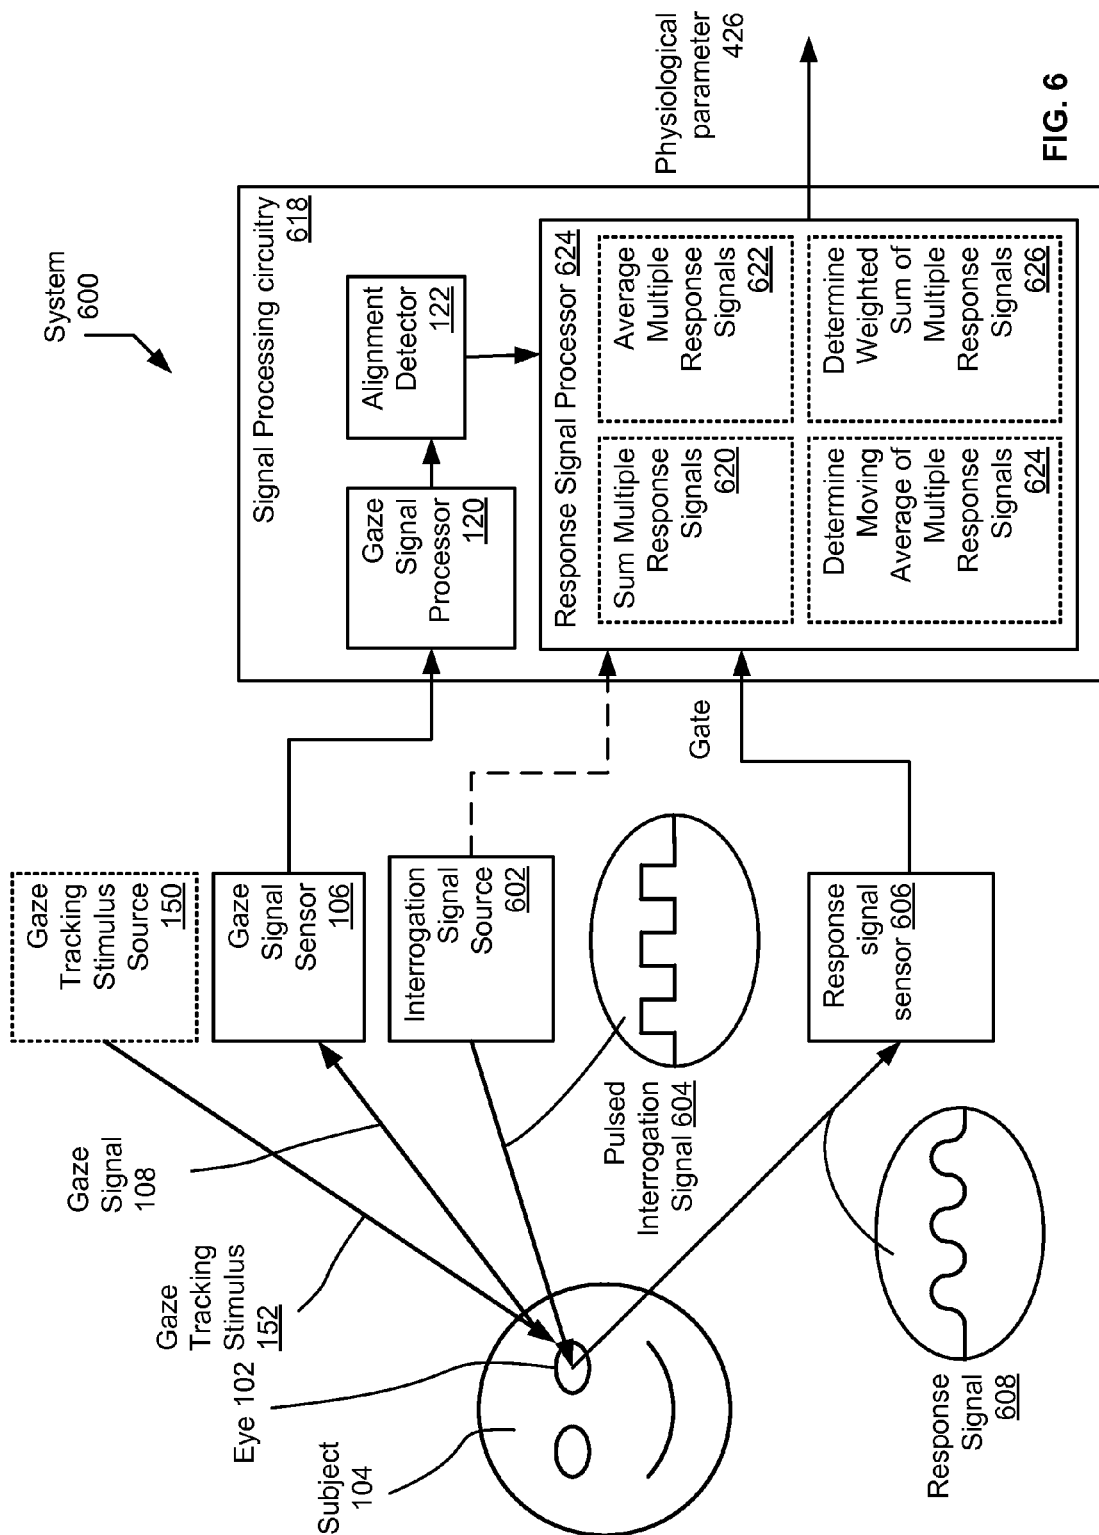 System
600
Gaze
Tracking
Stimulus
Source
150
Gaze
Signal
Sensor
106
Interrogation
Signal
Source
602
Response
signal
sensor 606
Gaze
Signal
108
Gaze
Tracking
Stimulus
152
Eye 102
Subject
104
Pulsed
Interrogation
Signal 604
Response
Signal
608
Gate
Signal Processing circuitry
618
Gaze
Signal
Processor
120
Alignment
Detector
122
Response Signal Processor 624
Sum Multiple
Response
Signals
620
Average
Multiple
Response
Signals
622
Determine
Moving
Average of
Multiple
Response
Signals
624
Determine
Weighted
Sum of
Multiple
Response
Signals
626
Physiological
parameter
426
FIG. 6